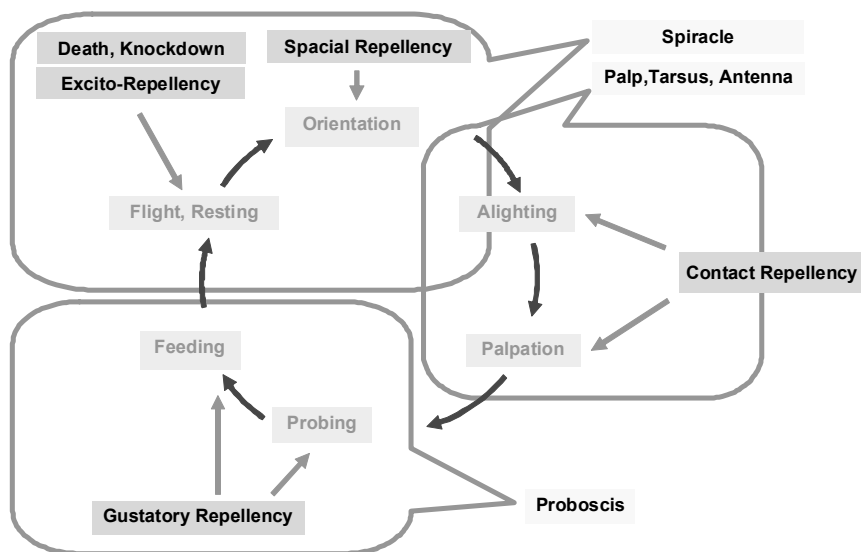 Death, Knockdown
Excito-Repellency
Spacial Repellency
Spiracle
Palp,Tarsus, Antenna
Orientation
Flight, Resting
Alighting
Contact Repellency
Feeding
Palpation
Probing
Gustatory Repellency
Proboscis